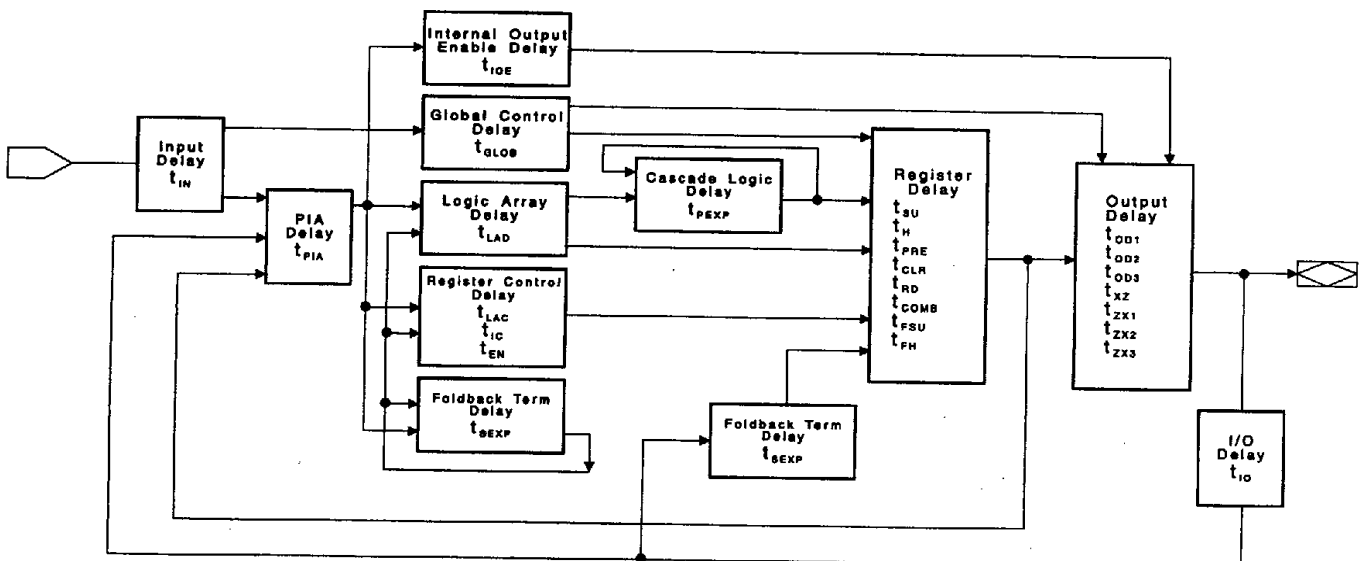 Internal Output
Enable Delay
tIOE
Global Control
Delay
tGLOB
Input
Delay
tIN
Cascade Logic
Delay
tPEXP
Register
Delay
tSU
tH
tPRE
tCLR
tRD
tCOMB
tFSU
tFH
Output
Delay
tOD1
tOD2
tOD3
tXZ
tZX1
tZX2
tZX3
PIA
Delay
tPIA
Logic Array
Delay
tLAD
Register Control
Delay
tLAC
tIC
tEN
Foldback Term
Delay
tSEXP
Foldback Term
Delay
tSEXP
I/O
Delay
tIO